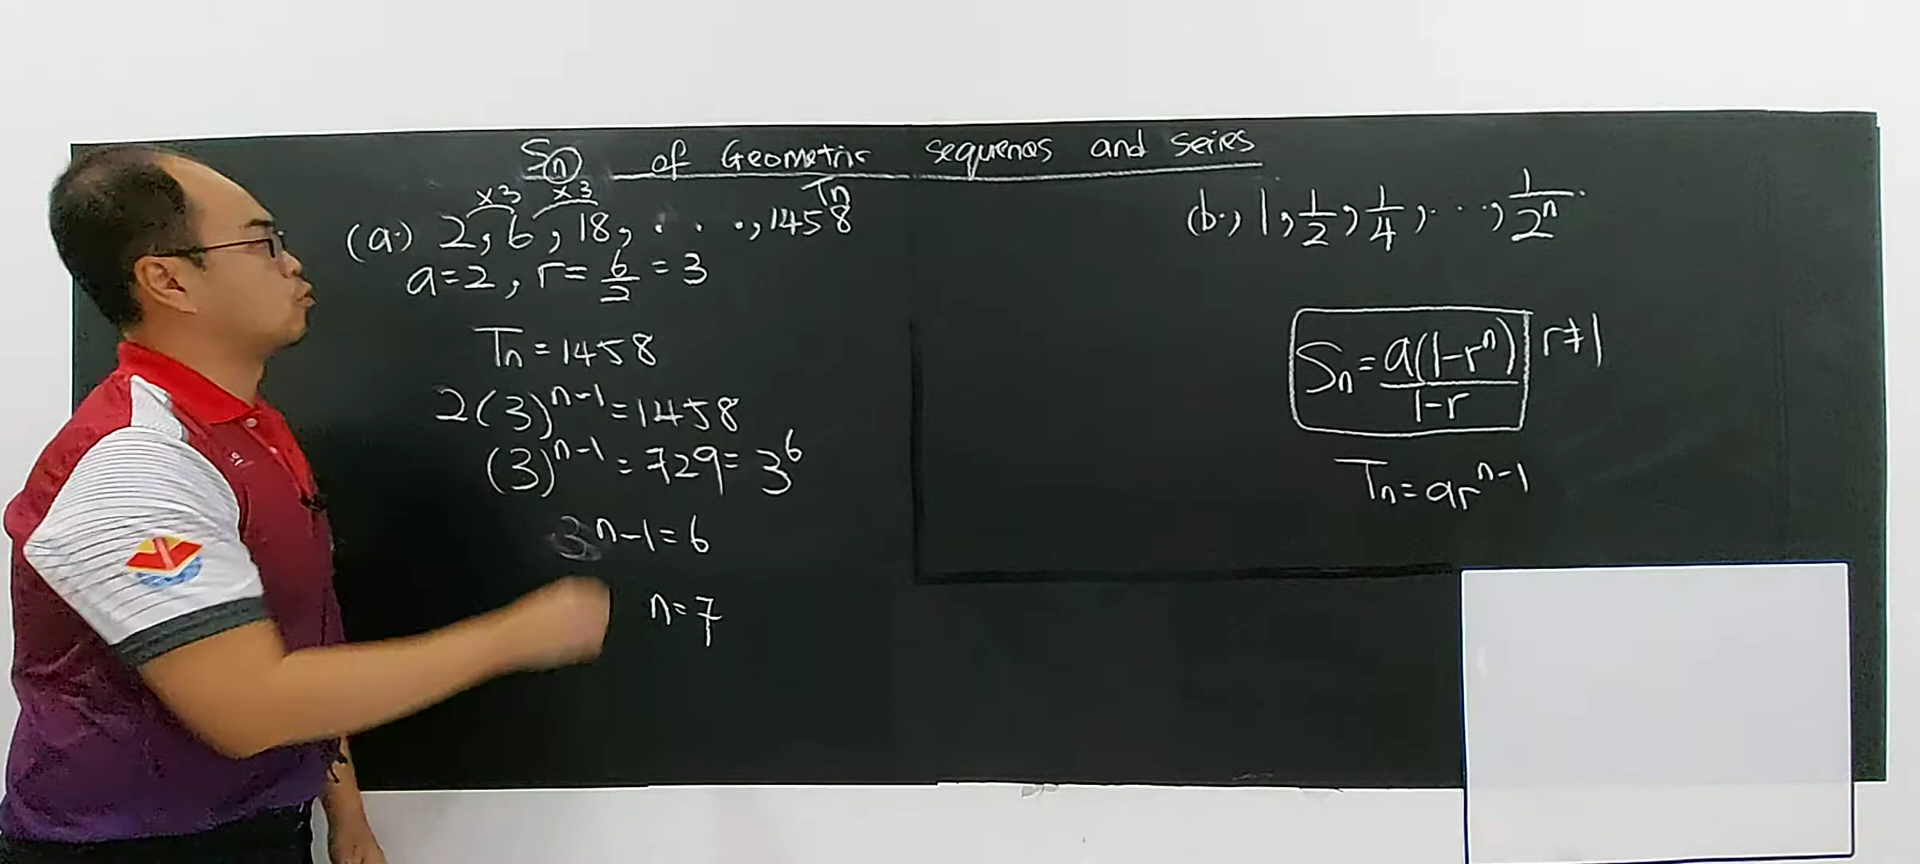 Sn of Geometric sequences and series
×3 ×3 Tn
(a.) 2, 6, 18, . . ., 1458
a=2, r= 6/2 = 3
Tn = 1458
2(3)^n-1 = 1458
(3)^n-1 = 729 = 3^6
n-1=6
n=7
(b., 1, 1/2, 1/4, . . ., 1/2^n
Sn = a(1-r^n)/1-r r≠1
Tn = ar^n-1